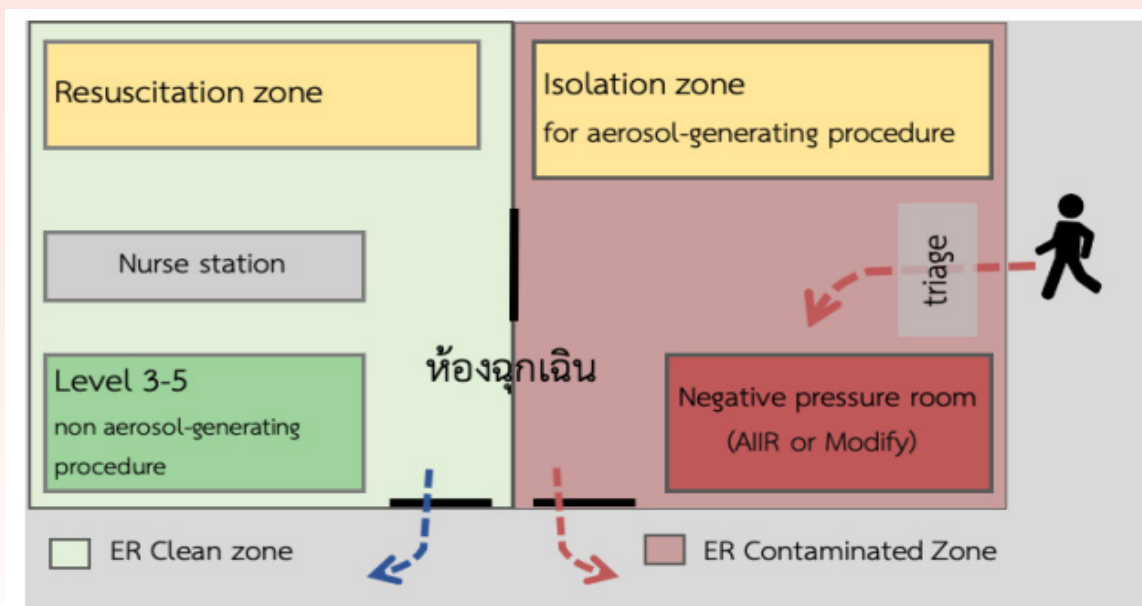 Resuscitation zone
Isolation zone
for aerosol-generating procedure
Nurse station
triage
ห้องฉุกเฉิน
Level 3-5
non aerosol-generating
procedure
Negative pressure room
(AIIR or Modify)
ER Clean zone
ER Contaminated Zone